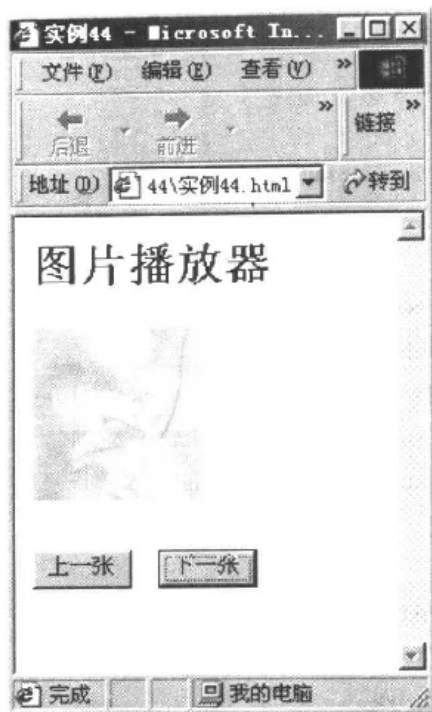 实例44 - Microsoft In...
文件(F) 编辑(E) 查看(V) »
后退 前进 » 链接 »
地址(D) 44\实例44.html 转到
图片播放器
上一张 下一张
完成 我的电脑